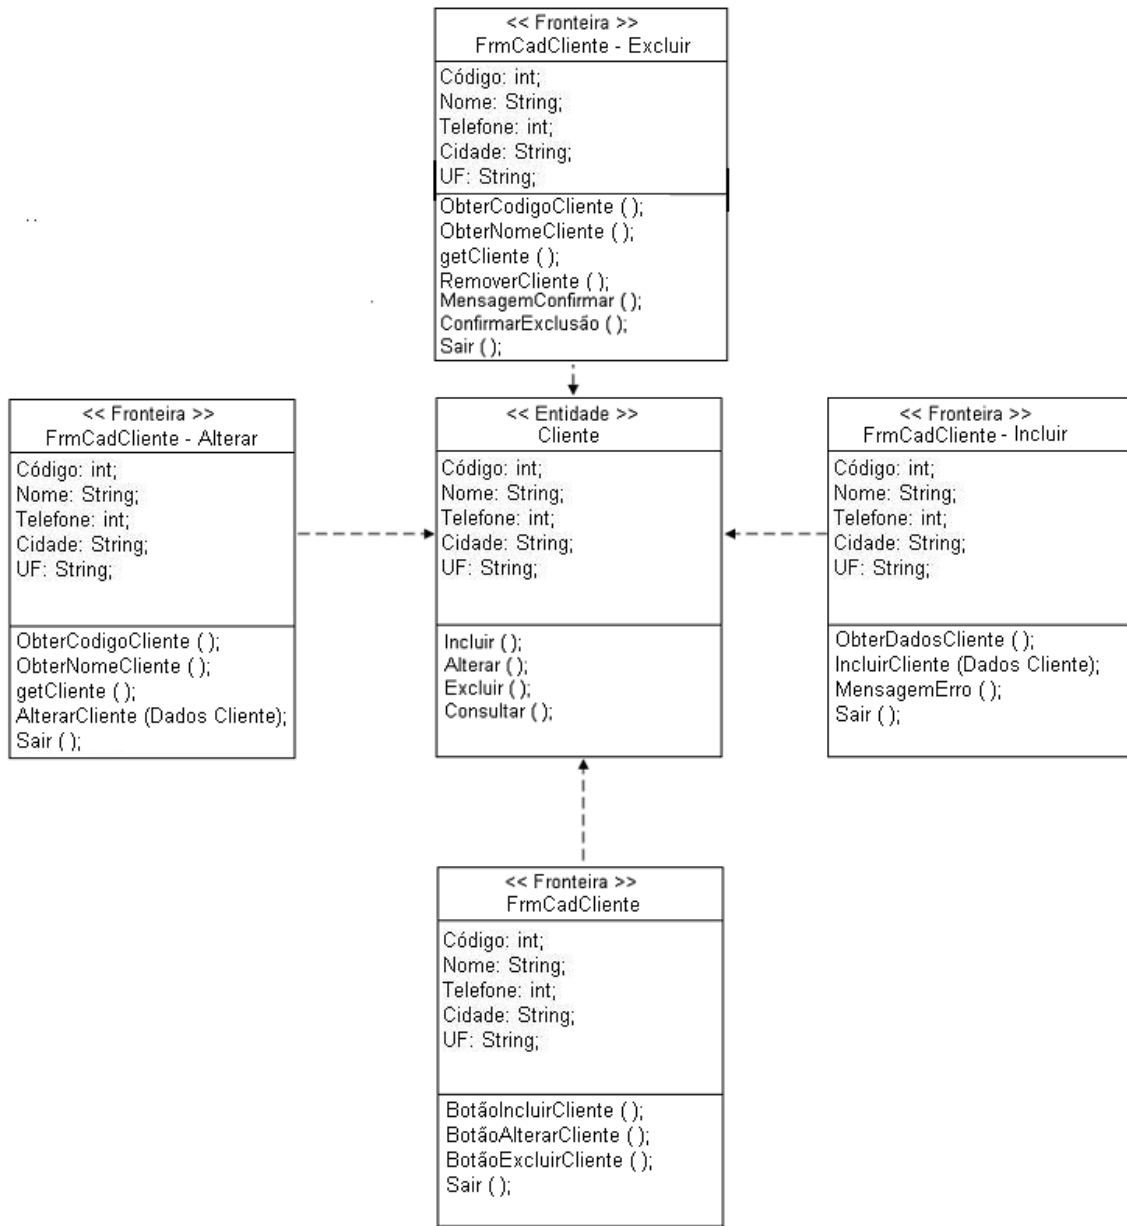 << Fronteira >>
FrmCadCliente - Excluir
Código: int;
Nome: String;
Telefone: int;
Cidade: String;
UF: String;
ObterCodigoCliente ( );
ObterNomeCliente ( );
getCliente ( );
RemoverCliente ( );
MensagemConfirmar ( );
ConfirmarExclusão ( );
Sair ( );
<< Fronteira >>
FrmCadCliente - Alterar
Código: int;
Nome: String;
Telefone: int;
Cidade: String;
UF: String;
ObterCodigoCliente ( );
ObterNomeCliente ( );
getCliente ( );
AlterarCliente (Dados Cliente);
Sair ( );
<< Entidade >>
Cliente
Código: int;
Nome: String;
Telefone: int;
Cidade: String;
UF: String;
Incluir ( );
Alterar ( );
Excluir ( );
Consultar ( );
<< Fronteira >>
FrmCadCliente - Incluir
Código: int;
Nome: String;
Telefone: int;
Cidade: String;
UF: String;
ObterDadosCliente ( );
IncluirCliente (Dados Cliente);
MensagemErro ( );
Sair ( );
<< Fronteira >>
FrmCadCliente
Código: int;
Nome: String;
Telefone: int;
Cidade: String;
UF: String;
BotãoIncluirCliente ( );
BotãoAlterarCliente ( );
BotãoExcluirCliente ( );
Sair ( );